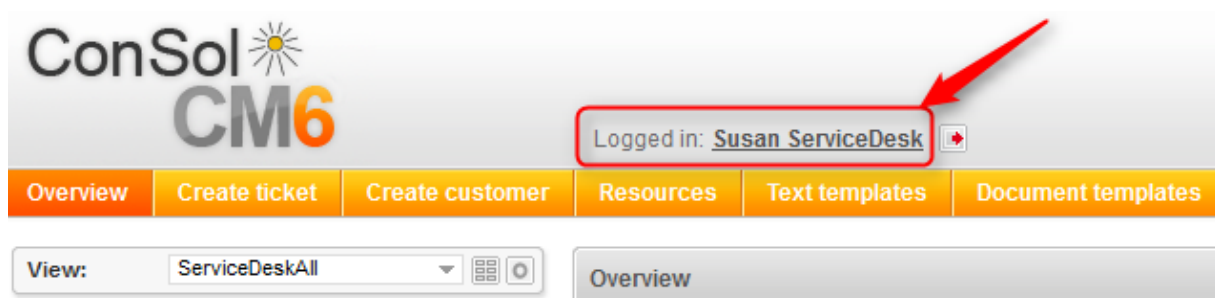 ConSol
CM6
Logged in: Susan ServiceDesk
Overview Create ticket Create customer Resources Text templates Document templates
View: ServiceDeskAll
Overview